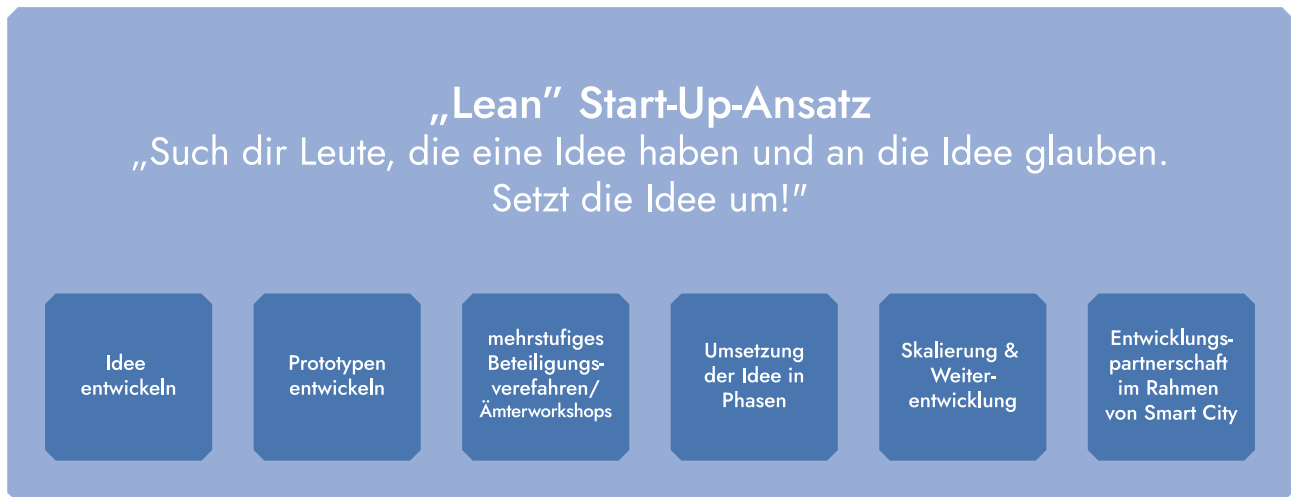 „Lean” Start-Up-Ansatz
„Such dir Leute, die eine Idee haben und an die Idee glauben.
Setzt die Idee um!"
Idee
entwickeln
Prototypen
entwickeln
mehrstufiges
Beteiligungs-
verefahren/
Ämterworkshops
Umsetzung
der Idee in
Phasen
Skalierung &
Weiter-
entwicklung
Entwicklungs-
partnerschaft
im Rahmen
von Smart City